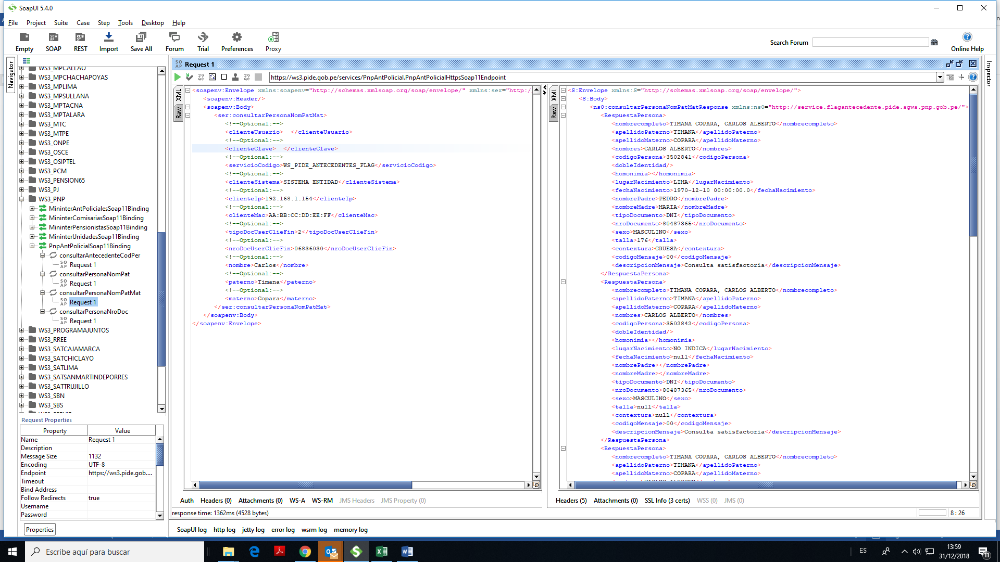 SoapUI 5.4.0
File Project Suite Case Step Tools Desktop Help
Empty SOAP REST Import Save All Forum Trial Preferences Proxy
Search Forum
Online Help
Navigator
WS3_MPCALLAO
WS3_MPCHACHAPOYAS
WS3_MPLIMA
WS3_MPSULLANA
WS3_MPTACNA
WS3_MPTALARA
WS3_MTC
WS3_MTPE
WS3_ONPE
WS3_OSCE
WS3_OSIPTEL
WS3_PCM
WS3_PENSION65
WS3_PJ
WS3_PNP
MininterAntPolicialesSoap11Binding
MininterComisariasSoap11Binding
MininterPensionistasSoap11Binding
MininterUnidadesSoap11Binding
PnpAntPolicialSoap11Binding
consultarAntecedenteCodPer
Request 1
consultarPersonaNomPat
Request 1
consultarPersonaNomPatMat
Request 1
consultarPersonaNroDoc
Request 1
WS3_PROGRAMAJUNTOS
WS3_RREE
WS3_SATCAJAMARCA
WS3_SATCHICLAYO
WS3_SATLIMA
WS3_SATSANMARTINDEPORRES
WS3_SATTRUJILLO
WS3_SBN
WS3_SBS
Request Properties
Property Value
Name Request 1
Description
Message Size 1132
Encoding UTF-8
Endpoint https://ws3.pide.gob....
Timeout
Bind Address
Follow Redirects true
Username
Password
Properties
Request 1
https://ws3.pide.gob.pe/services/PnpAntPolicial.PnpAntPolicialHttpsSoap11Endpoint
XML
Raw
<soapenv:Envelope xmlns:soapenv="http://schemas.xmlsoap.org/soap/envelope/" xmlns:ser="http:/
<soapenv:Header/>
<soapenv:Body>
<ser:consultarPersonaNomPatMat>
<!--Optional:-->
<clienteUsuario>  </clienteUsuario>
<!--Optional:-->
<clienteClave>  </clienteClave>
<!--Optional:-->
<servicioCodigo>WS_PIDE_ANTECEDENTES_FLAG</servicioCodigo>
<!--Optional:-->
<clienteSistema>SISTEMA ENTIDAD</clienteSistema>
<!--Optional:-->
<clienteIp>192.168.1.154</clienteIp>
<!--Optional:-->
<clienteMac>AA:BB:CC:DD:EE:FF</clienteMac>
<!--Optional:-->
<tipoDocUserClieFin>2</tipoDocUserClieFin>
<!--Optional:-->
<nroDocUserClieFin>06836030</nroDocUserClieFin>
<!--Optional:-->
<nombre>Carlos</nombre>
<!--Optional:-->
<paterno>Timana</paterno>
<!--Optional:-->
<materno>Copara</materno>
</ser:consultarPersonaNomPatMat>
</soapenv:Body>
</soapenv:Envelope>
Auth Headers (0) Attachments (0) WS-A WS-RM JMS Headers JMS Property (0)
response time: 1362ms (4528 bytes)
XML
Raw
<S:Envelope xmlns:S="http://schemas.xmlsoap.org/soap/envelope/">
<S:Body>
<ns0:consultarPersonaNomPatMatResponse xmlns:ns0="http://service.flagantecedente.pide.sgws.pnp.gob.pe/">
<RespuestaPersona>
<nombrecompleto>TIMANA COPARA, CARLOS ALBERTO</nombrecompleto>
<apellidoPaterno>TIMANA</apellidoPaterno>
<apellidoMaterno>COPARA</apellidoMaterno>
<nombres>CARLOS ALBERTO</nombres>
<codigoPersona>3502841</codigoPersona>
<dobleIdentidad/>
<homonimia></homonimia>
<lugarNacimiento>LIMA</lugarNacimiento>
<fechaNacimiento>1970-12-10 00:00:00.0</fechaNacimiento>
<nombrePadre>PEDRO</nombrePadre>
<nombreMadre>MARIA</nombreMadre>
<tipoDocumento>DNI</tipoDocumento>
<nroDocumento>80487365</nroDocumento>
<sexo>MASCULINO</sexo>
<talla>176</talla>
<contextura>GRUESA</contextura>
<codigoMensaje>00</codigoMensaje>
<descripcionMensaje>Consulta satisfactoria</descripcionMensaje>
</RespuestaPersona>
<RespuestaPersona>
<nombrecompleto>TIMANA COPARA, CARLOS ALBERTO</nombrecompleto>
<apellidoPaterno>TIMANA</apellidoPaterno>
<apellidoMaterno>COPARA</apellidoMaterno>
<nombres>CARLOS ALBERTO</nombres>
<codigoPersona>3502842</codigoPersona>
<dobleIdentidad/>
<homonimia></homonimia>
<lugarNacimiento>NO INDICA</lugarNacimiento>
<fechaNacimiento>null</fechaNacimiento>
<nombrePadre></nombrePadre>
<nombreMadre></nombreMadre>
<tipoDocumento>DNI</tipoDocumento>
<nroDocumento>80487365</nroDocumento>
<sexo>MASCULINO</sexo>
<talla>null</talla>
<contextura>null</contextura>
<codigoMensaje>00</codigoMensaje>
<descripcionMensaje>Consulta satisfactoria</descripcionMensaje>
</RespuestaPersona>
<RespuestaPersona>
<nombrecompleto>TIMANA COPARA, CARLOS ALBERTO</nombrecompleto>
<apellidoPaterno>TIMANA</apellidoPaterno>
<apellidoMaterno>COPARA</apellidoMaterno>
Headers (5) Attachments (0) SSL Info (3 certs) WSS (0) JMS (0)
8 : 26
Inspector
SoapUI log http log jetty log error log wsrm log memory log
Escribe aquí para buscar
ES
13:59
31/12/2018
11